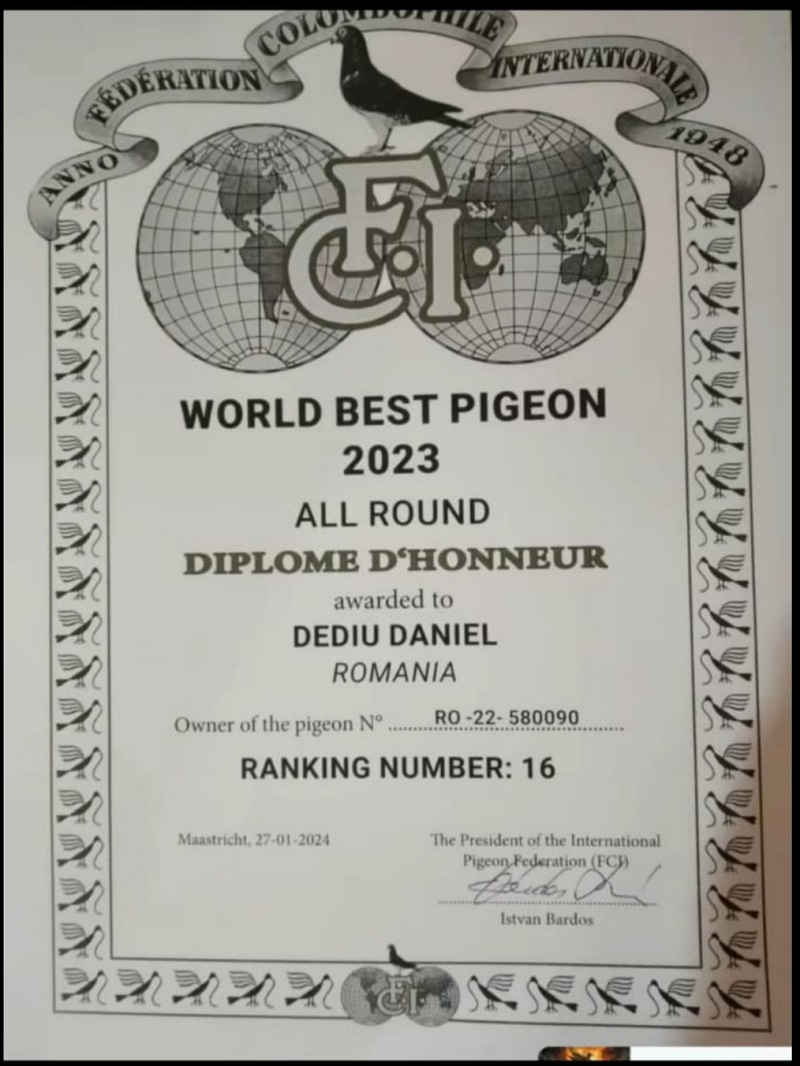 ANNO
FÉDÉRATION
COLOMBOPHILE
INTERNATIONALE
1948
F.C.I.
WORLD BEST PIGEON
2023
ALL ROUND
DIPLOME D‘HONNEUR
awarded to
DEDIU DANIEL
ROMANIA
Owner of the pigeon N° RO -22- 580090
RANKING NUMBER: 16
Maastricht, 27-01-2024
The President of the International
Pigeon Federation (FCI)
Istvan Bardos
F.C.I.